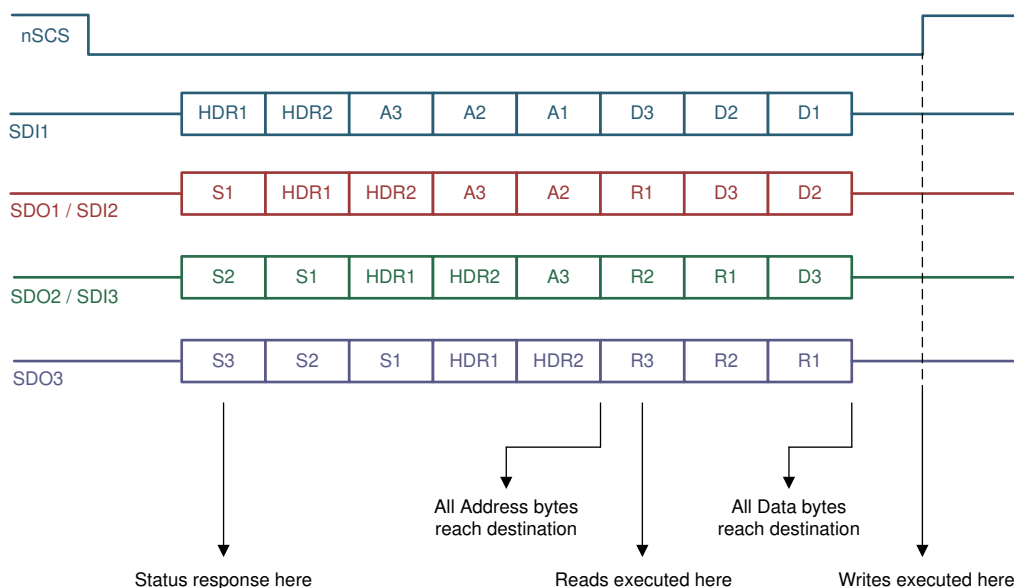 nSCS
HDR1 HDR2 A3 A2 A1 D3 D2 D1
SDI1
S1 HDR1 HDR2 A3 A2 R1 D3 D2
SDO1 / SDI2
S2 S1 HDR1 HDR2 A3 R2 R1 D3
SDO2 / SDI3
S3 S2 S1 HDR1 HDR2 R3 R2 R1
SDO3
All Address bytes
reach destination
All Data bytes
reach destination
Status response here
Reads executed here
Writes executed here